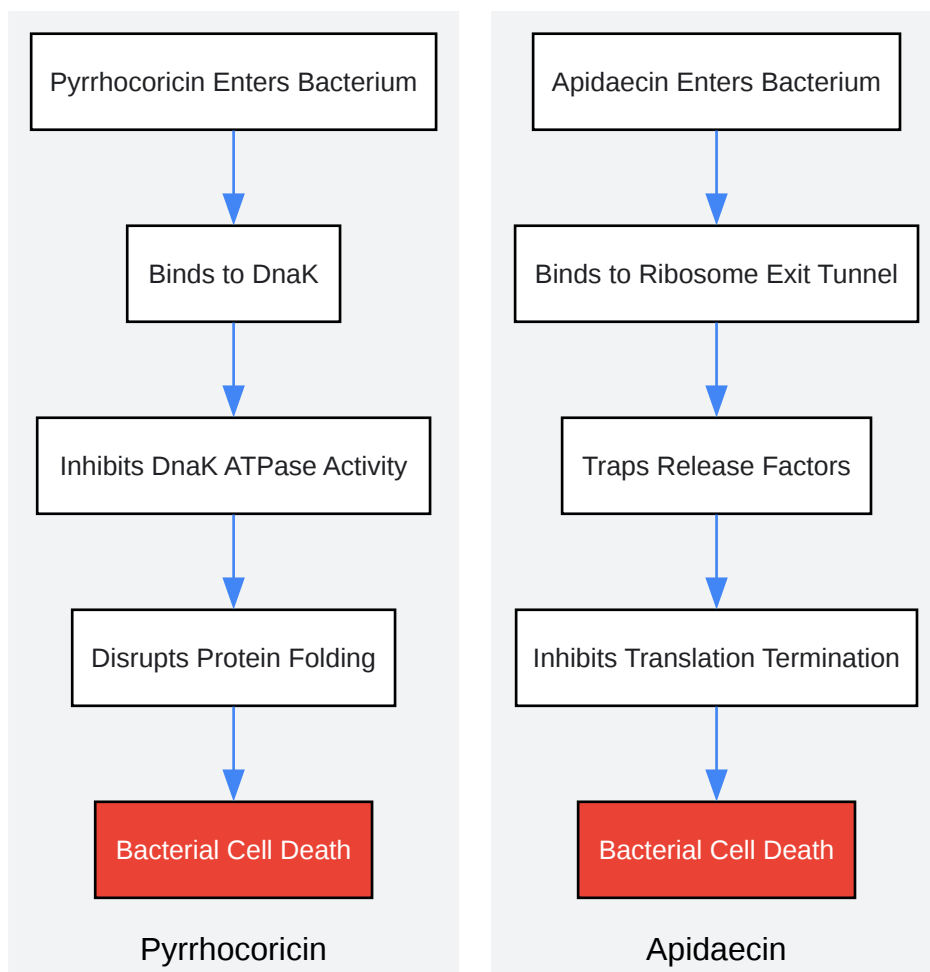 Pyrrhocoricin Enters Bacterium
Binds to DnaK
Inhibits DnaK ATPase Activity
Disrupts Protein Folding
Bacterial Cell Death
Pyrrhocoricin
Apidaecin Enters Bacterium
Binds to Ribosome Exit Tunnel
Traps Release Factors
Inhibits Translation Termination
Bacterial Cell Death
Apidaecin